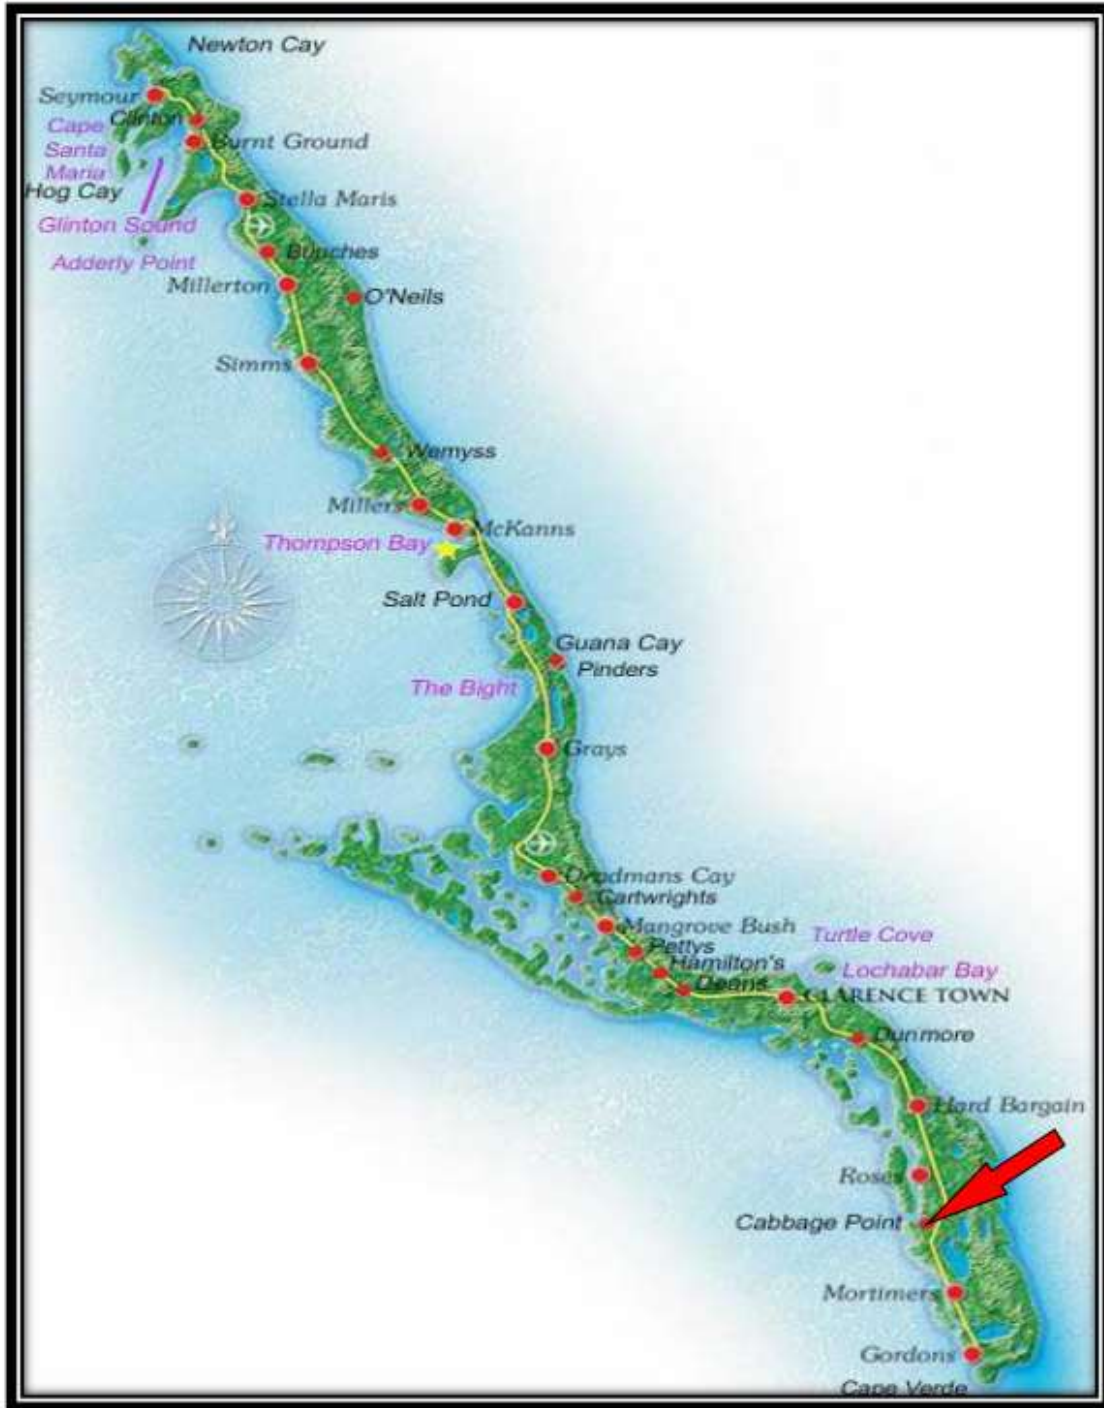 Newton Cay
Seymour
Clinton
Cape
Santa
Maria
Burnt Ground
Hog Cay
Stella Maris
Glinton Sound
Bunches
Adderly Point
Millerton
O'Neils
Simms
Wemyss
Millers
McKanns
Thompson Bay
Salt Pond
Guana Cay
Pinders
The Bight
Grays
Deadmans Cay
Cartwrights
Mangrove Bush
Turtle Cove
Pettys
Hamilton's
Lochabar Bay
Deans
CLARENCE TOWN
Dunmore
Hard Bargain
Roses
Cabbage Point
Mortimers
Gordons
Cape Verde